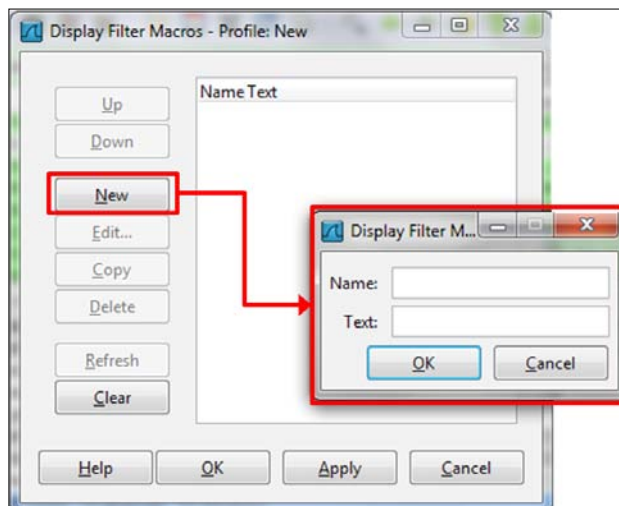 Display Filter Macros - Profile: New
Up
Down
New
Edit...
Copy
Delete
Refresh
Clear
Name Text
Display Filter M...
Name:
Text:
OK
Cancel
Help
OK
Apply
Cancel